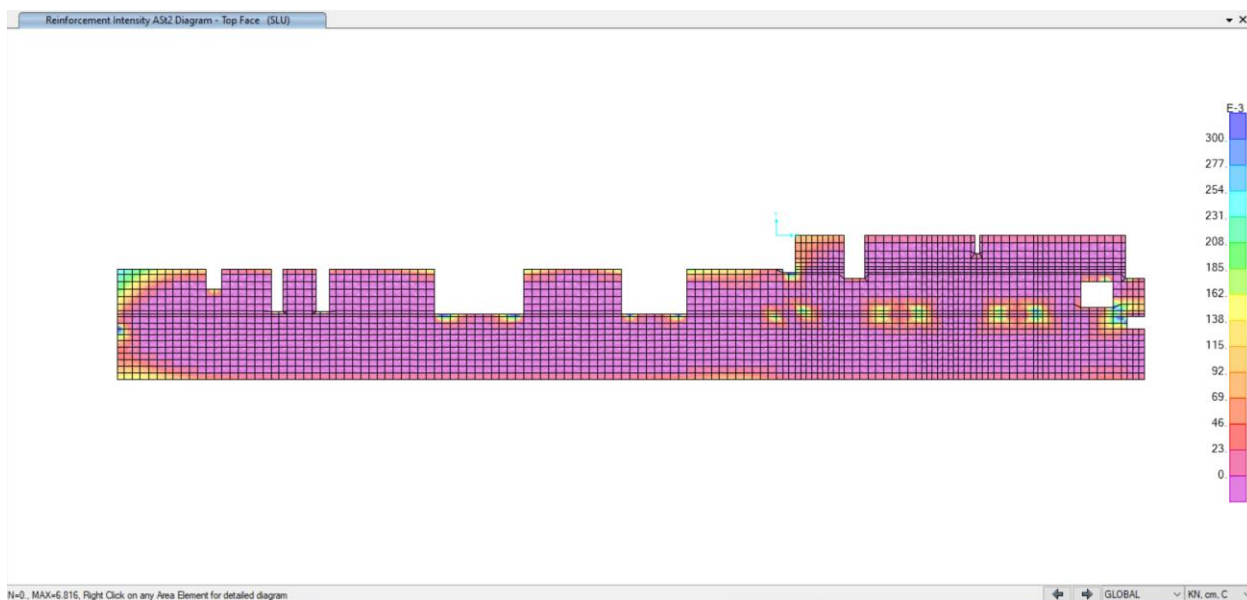 Reinforcement Intensity ASt2 Diagram - Top Face (SLU)
E-3
300.
277.
254.
231.
208.
185.
162.
138.
115.
92.
69.
46.
23.
0.
N=0., MAX=6.816, Right Click on any Area Element for detailed diagram
GLOBAL
KN, cm, C